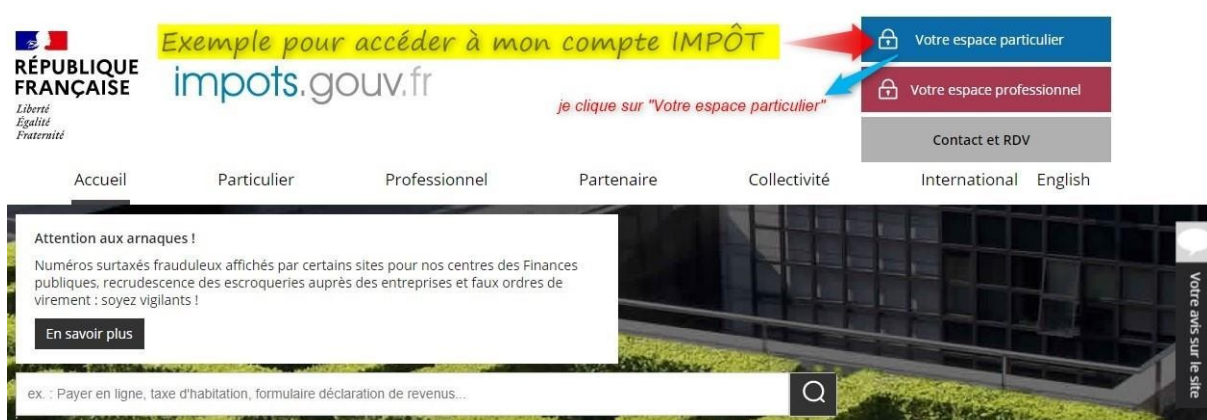 Exemple pour accéder à mon compte IMPÔT
Votre espace particulier
RÉPUBLIQUE
FRANÇAISE
Liberté
Égalité
Fraternité
impots.gouv.fr
je clique sur "Votre espace particulier"
Votre espace professionnel
Contact et RDV
Accueil Particulier Professionnel Partenaire Collectivité International English
Attention aux arnaques !
Numéros surtaxés frauduleux affichés par certains sites pour nos centres des Finances
publiques, recrudescence des escroqueries auprès des entreprises et faux ordres de
virement : soyez vigilants !
En savoir plus
ex. : Payer en ligne, taxe d'habitation, formulaire déclaration de revenus...
Votre avis sur le site